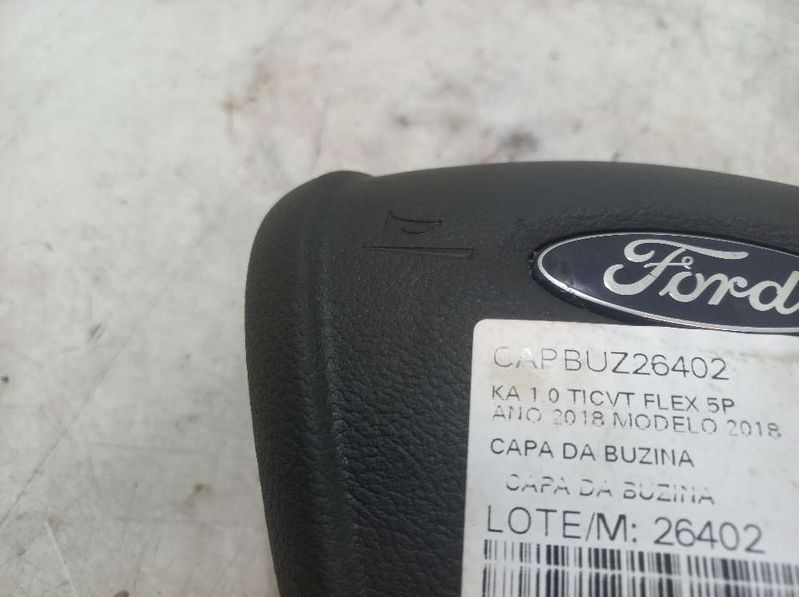 Ford
CAPBUZ26402
KA 1.0 TICVT FLEX 5P
ANO 2018 MODELO 2018
CAPA DA BUZINA
CAPA DA BUZINA
LOTE/M: 26402